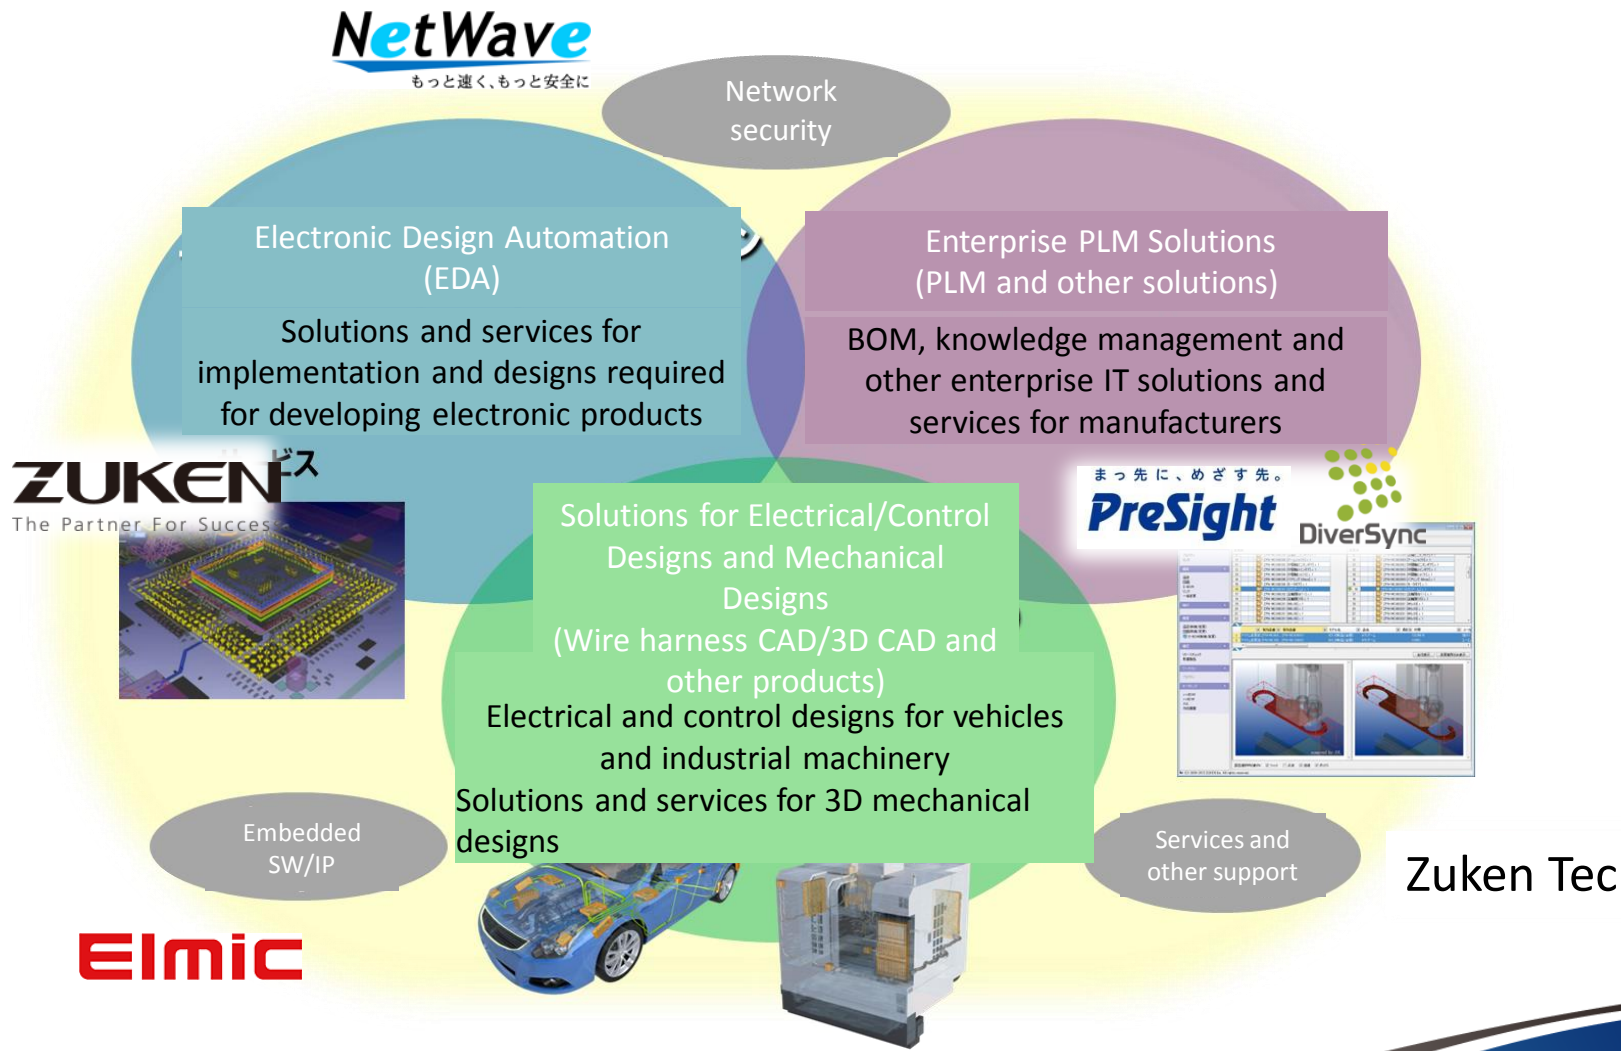 NetWave
もっと速く、もっと安全に
Network
security
Electronic Design Automation
(EDA)
Solutions and services for
implementation and designs required
for developing electronic products
Enterprise PLM Solutions
(PLM and other solutions)
BOM, knowledge management and
other enterprise IT solutions and
services for manufacturers
ビス
ZUKEN
The Partner For Success
まっ先に、めざす先。
PreSight
DiverSync
Solutions for Electrical/Control
Designs and Mechanical
Designs
(Wire harness CAD/3D CAD and
other products)
Electrical and control designs for vehicles
and industrial machinery
Solutions and services for 3D mechanical
designs
Embedded
SW/IP
Services and
other support
Zuken Tec
Elmic